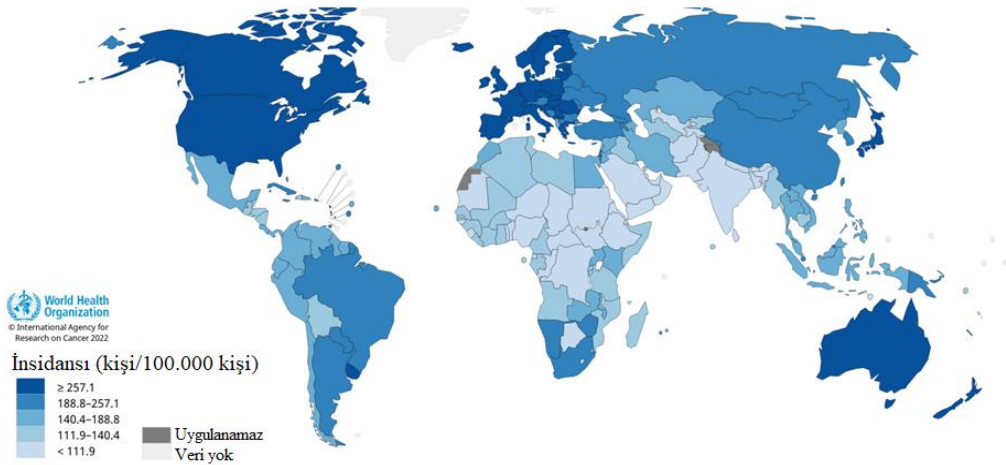 World Health
Organization
© International Agency for
Research on Cancer 2022
İnsidansı (kişi/100.000 kişi)
≥ 257.1
188.8–257.1
140.4–188.8
111.9–140.4
< 111.9
Uygulanamaz
Veri yok